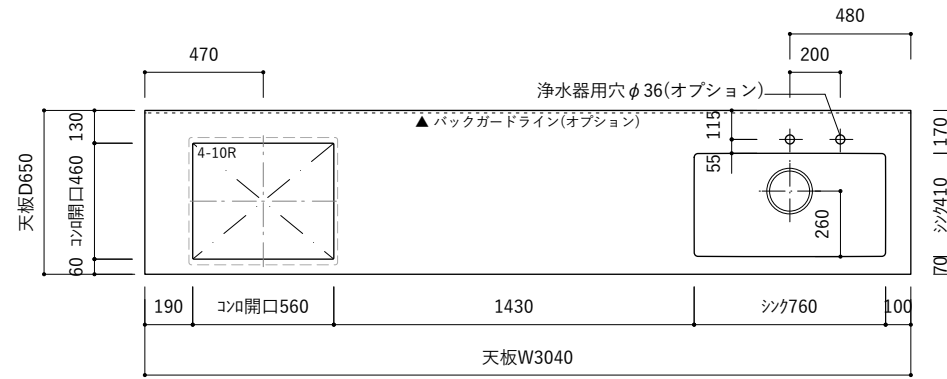 480
470
200
浄水器用穴φ36(オプション)
▲ バックガードライン(オプション)
130
115
170
4-10R
55
天板D650
コンロ開口460
シンク410
260
60
70
190
コンロ開口560
1430
シンク760
100
天板W3040